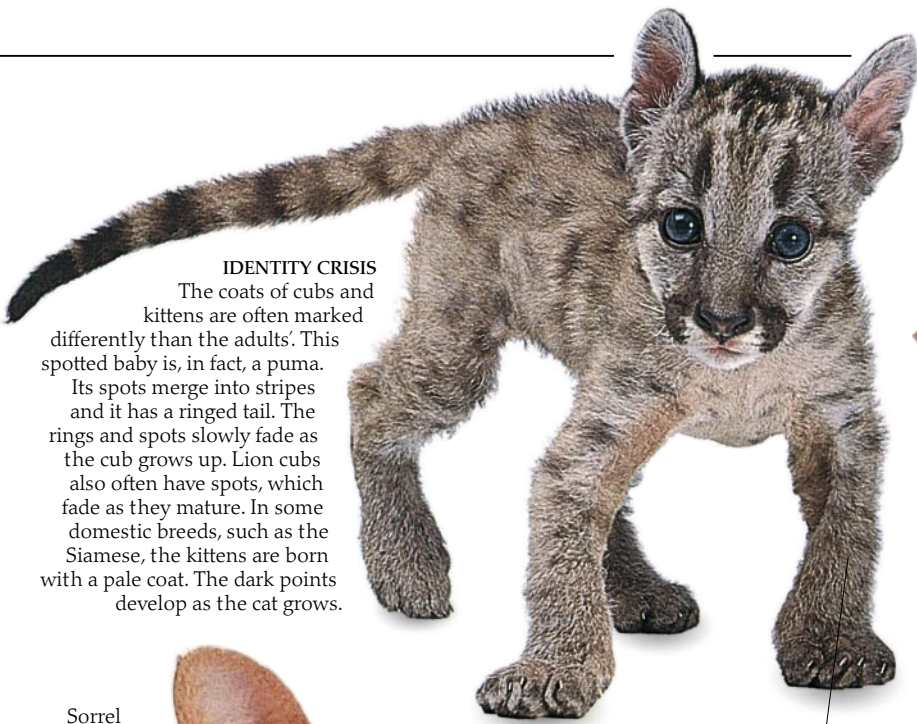 IDENTITY CRISIS
The coats of cubs and
kittens are often marked
differently than the adults’. This
spotted baby is, in fact, a puma.
Its spots merge into stripes
and it has a ringed tail. The
rings and spots slowly fade as
the cub grows up. Lion cubs
also often have spots, which
fade as they mature. In some
domestic breeds, such as the
Siamese, the kittens are born
with a pale coat. The dark points
develop as the cat grows.
Sorrel